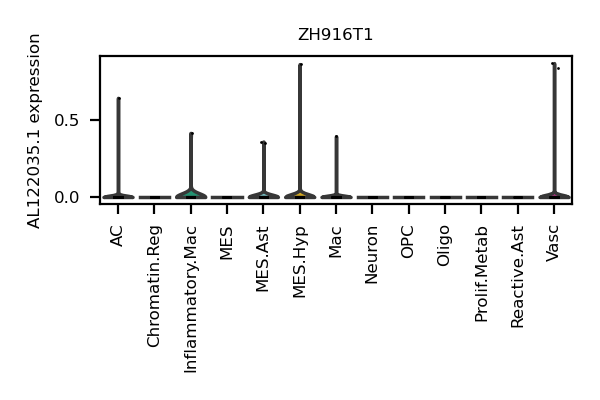 ZH916T1
AL122035.1 expression
0.5
0.0
AC
Chromatin.Reg
Inflammatory.Mac
MES
MES.Ast
MES.Hyp
Mac
Neuron
OPC
Oligo
Prolif.Metab
Reactive.Ast
Vasc